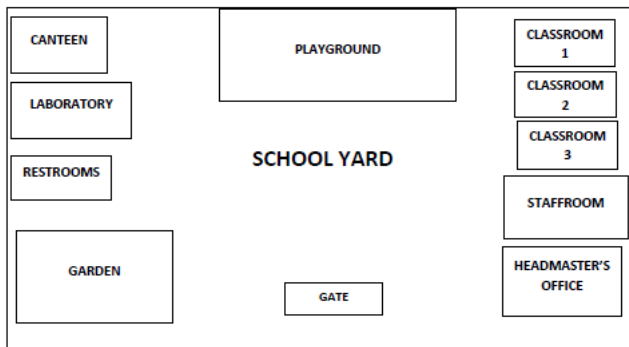 CANTEEN
PLAYGROUND
CLASSROOM
1
LABORATORY
CLASSROOM
2
CLASSROOM
3
RESTROOMS
SCHOOL YARD
STAFFROOM
GARDEN
HEADMASTER'S
OFFICE
GATE